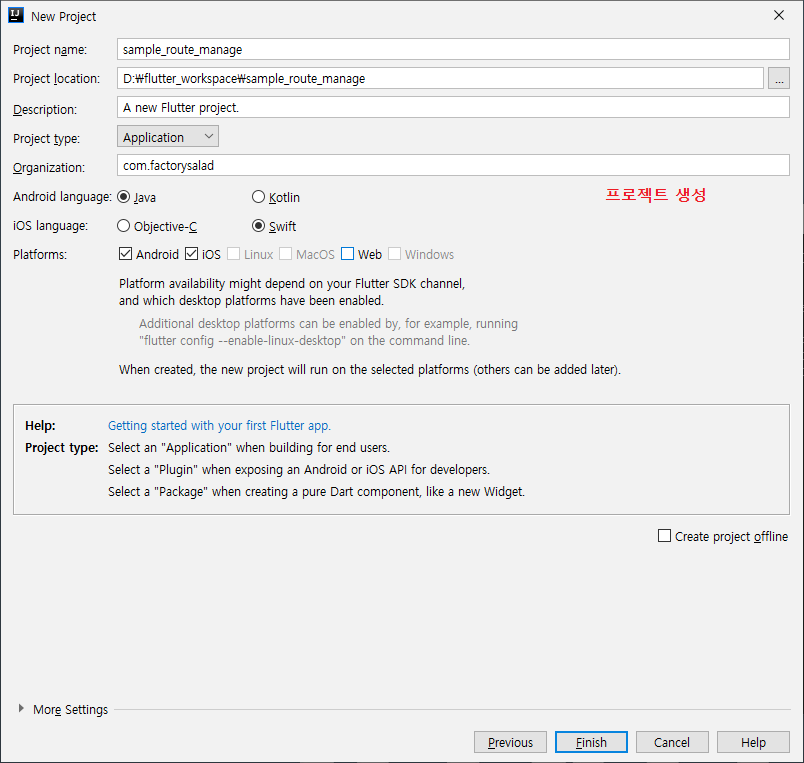 New Project
Project name: sample_route_manage
Project location: D:₩flutter_workspace₩sample_route_manage ...
Description: A new Flutter project.
Project type: Application
Organization: com.factorysalad
Android language: Java Kotlin
프로젝트 생성
iOS language: Objective-C Swift
Platforms: Android iOS Linux MacOS Web Windows
Platform availability might depend on your Flutter SDK channel,
and which desktop platforms have been enabled.
Additional desktop platforms can be enabled by, for example, running
"flutter config --enable-linux-desktop" on the command line.
When created, the new project will run on the selected platforms (others can be added later).
Help: Getting started with your first Flutter app.
Project type: Select an "Application" when building for end users.
Select a "Plugin" when exposing an Android or iOS API for developers.
Select a "Package" when creating a pure Dart component, like a new Widget.
Create project offline
More Settings
Previous Finish Cancel Help